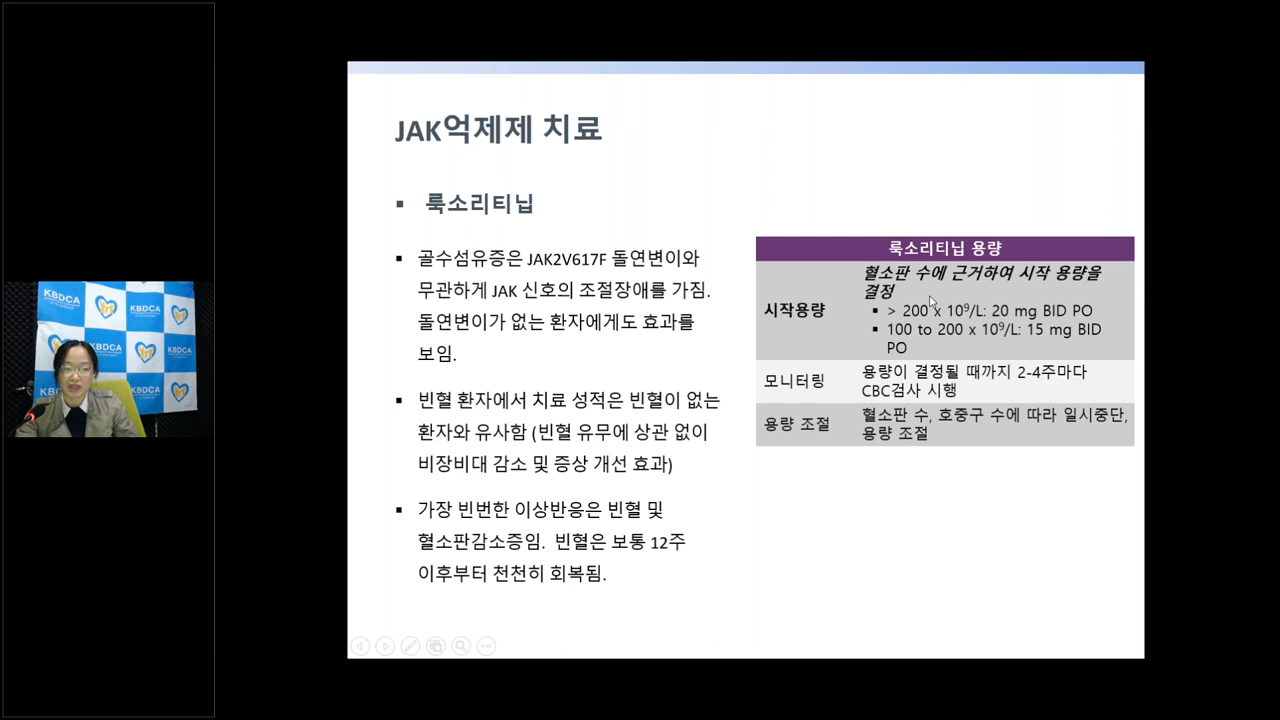 JAK억제제 치료
▪ 룩소리티닙
▪ 골수섬유증은 JAK2V617F 돌연변이와
무관하게 JAK 신호의 조절장애를 가짐.
돌연변이가 없는 환자에게도 효과를
보임.
▪ 빈혈 환자에서 치료 성적은 빈혈이 없는
환자와 유사함 (빈혈 유무에 상관 없이
비장비대 감소 및 증상 개선 효과)
▪ 가장 빈번한 이상반응은 빈혈 및
혈소판감소증임. 빈혈은 보통 12주
이후부터 천천히 회복됨.
룩소리티닙 용량
시작용량
혈소판 수에 근거하여 시작 용량을
결정
▪ > 200 x 10⁹/L: 20 mg BID PO
▪ 100 to 200 x 10⁹/L: 15 mg BID
PO
모니터링
용량이 결정될 때까지 2-4주마다
CBC검사 시행
용량 조절
혈소판 수, 호중구 수에 따라 일시중단,
용량 조절
KBDCA
KBDCA
KBDCA
KBDCA